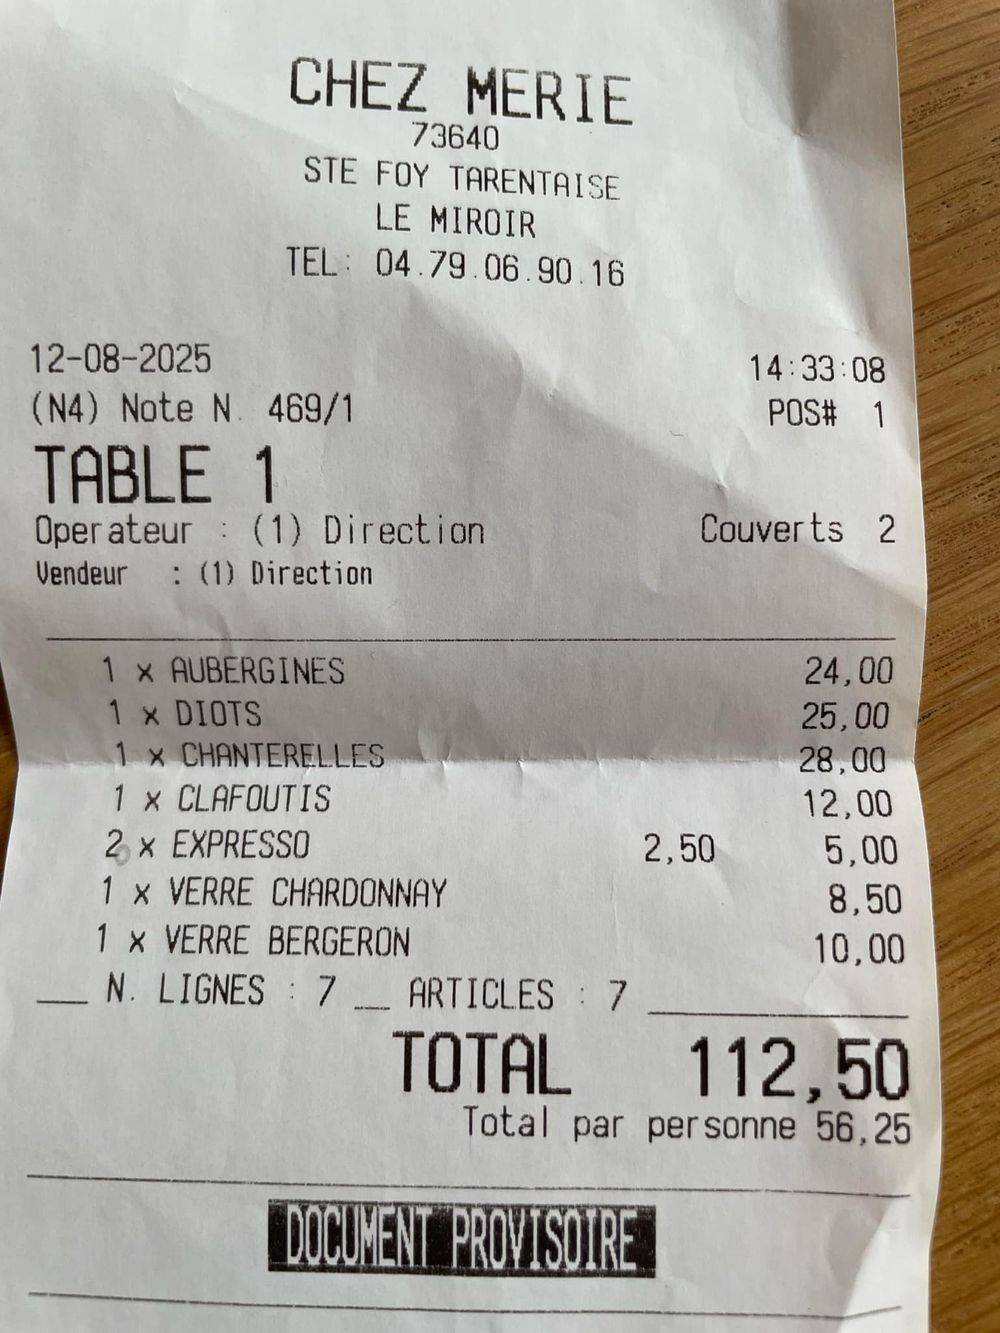 CHEZ MERIE
73640
STE FOY TARENTAISE
LE MIROIR
TEL: 04.79.06.90.16
12-08-2025 14:33:08
(N4) Note N. 469/1 POS# 1
TABLE 1
Operateur : (1) Direction Couverts 2
Vendeur : (1) Direction
1 x AUBERGINES 24,00
1 x DIOTS 25,00
1 x CHANTERELLES 28,00
1 x CLAFOUTIS 12,00
2 x EXPRESSO 2,50 5,00
1 x VERRE CHARDONNAY 8,50
1 x VERRE BERGERON 10,00
N. LIGNES : 7 __ ARTICLES : 7
TOTAL 112,50
Total par personne 56,25
DOCUMENT PROVISOIRE